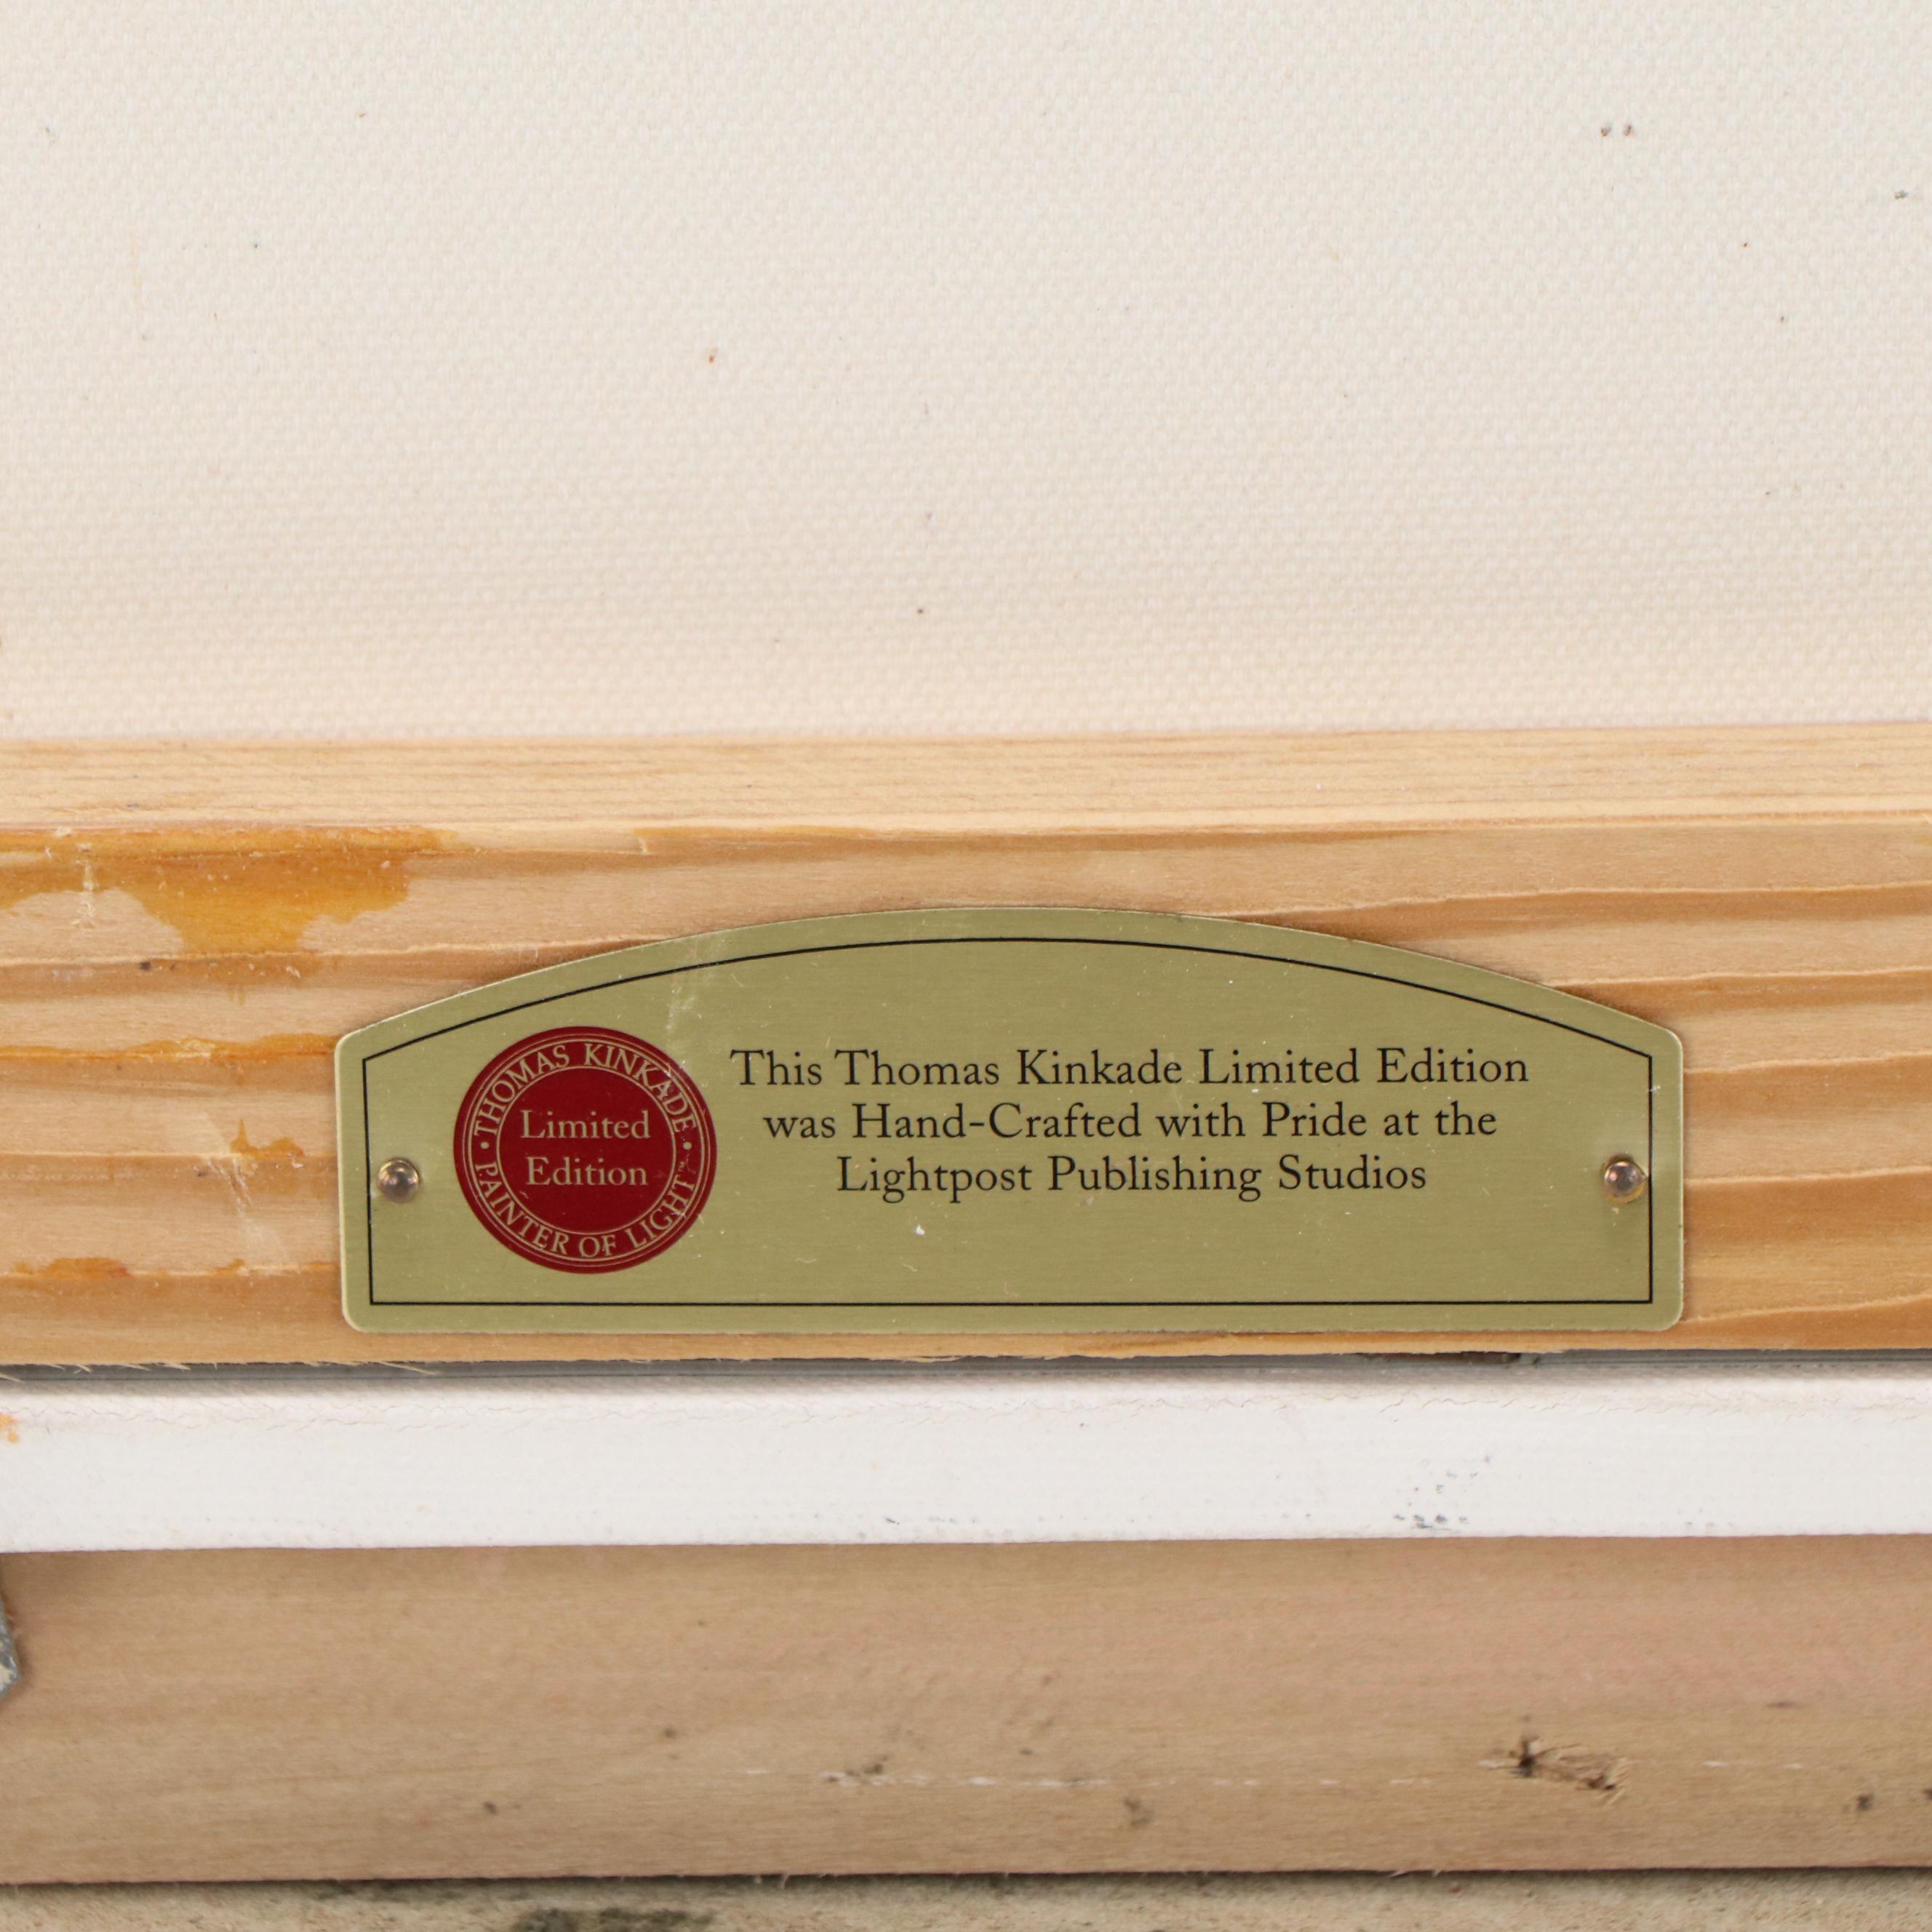 THOMAS KINKADE
Limited
Edition
PAINTER OF LIGHT™
This Thomas Kinkade Limited Edition
was Hand-Crafted with Pride at the
Lightpost Publishing Studios